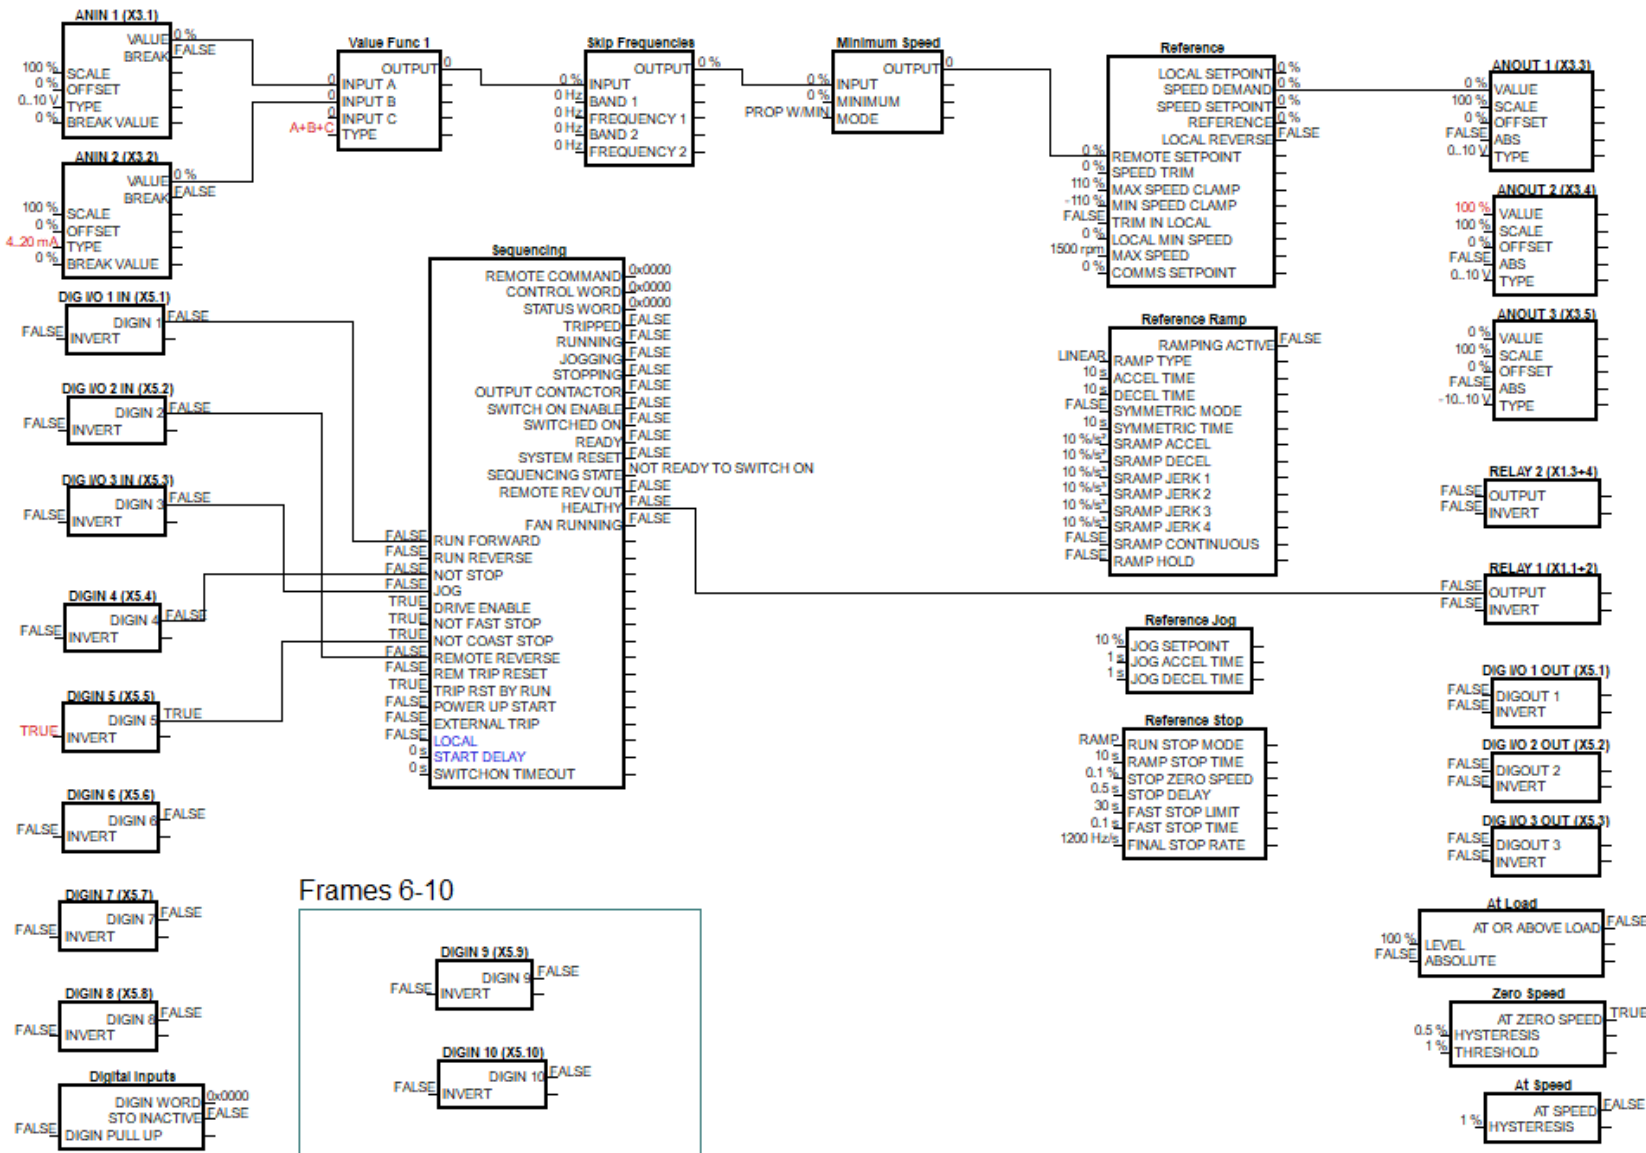 ANIN 1 (X3.1)
VALUE 0 %
BREAK FALSE
100 % SCALE
0 % OFFSET
0..10 V TYPE
0 % BREAK VALUE
ANIN 2 (X3.2)
VALUE 0 %
BREAK FALSE
100 % SCALE
0 % OFFSET
4..20 mA TYPE
0 % BREAK VALUE
DIG I/O 1 IN (X5.1)
DIGIN 1 FALSE
FALSE INVERT
DIG I/O 2 IN (X5.2)
DIGIN 2 FALSE
FALSE INVERT
DIG I/O 3 IN (X5.3)
DIGIN 3 FALSE
FALSE INVERT
DIGIN 4 (X5.4)
DIGIN 4 FALSE
FALSE INVERT
DIGIN 5 (X5.5)
DIGIN 5 TRUE
TRUE INVERT
DIGIN 6 (X5.6)
DIGIN 6 FALSE
FALSE INVERT
DIGIN 7 (X5.7)
DIGIN 7 FALSE
FALSE INVERT
DIGIN 8 (X5.8)
DIGIN 8 FALSE
FALSE INVERT
Digital Inputs
DIGIN WORD 0x0000
STO INACTIVE FALSE
FALSE DIGIN PULL UP
Value Func 1
OUTPUT 0
0 INPUT A
0 INPUT B
0 INPUT C
A+B+C TYPE
Skip Frequencies
OUTPUT 0 %
0 % INPUT
0 Hz BAND 1
0 Hz FREQUENCY 1
0 Hz BAND 2
0 Hz FREQUENCY 2
Minimum Speed
OUTPUT 0
0 % INPUT
0 % MINIMUM
PROP W/MIN MODE
Sequencing
REMOTE COMMAND 0x0000
CONTROL WORD 0x0000
STATUS WORD 0x0000
TRIPPED FALSE
RUNNING FALSE
JOGGING FALSE
STOPPING FALSE
OUTPUT CONTACTOR FALSE
SWITCH ON ENABLE FALSE
SWITCHED ON FALSE
READY FALSE
SYSTEM RESET FALSE
SEQUENCING STATE NOT READY TO SWITCH ON
REMOTE REV OUT FALSE
HEALTHY FALSE
FAN RUNNING FALSE
FALSE RUN FORWARD
FALSE RUN REVERSE
FALSE NOT STOP
FALSE JOG
TRUE DRIVE ENABLE
TRUE NOT FAST STOP
TRUE NOT COAST STOP
FALSE REMOTE REVERSE
FALSE REM TRIP RESET
TRUE TRIP RST BY RUN
FALSE POWER UP START
FALSE EXTERNAL TRIP
FALSE LOCAL
0 s START DELAY
0 s SWITCHON TIMEOUT
Frames 6-10
DIGIN 9 (X5.9)
DIGIN 9 FALSE
FALSE INVERT
DIGIN 10 (X5.10)
DIGIN 10 FALSE
FALSE INVERT
Reference
LOCAL SETPOINT 0 %
SPEED DEMAND 0 %
SPEED SETPOINT 0 %
REFERENCE 0 %
LOCAL REVERSE FALSE
0 % REMOTE SETPOINT
0 % SPEED TRIM
110 % MAX SPEED CLAMP
-110 % MIN SPEED CLAMP
FALSE TRIM IN LOCAL
0 % LOCAL MIN SPEED
1500 rpm MAX SPEED
0 % COMMS SETPOINT
Reference Ramp
RAMPING ACTIVE FALSE
LINEAR RAMP TYPE
10 s ACCEL TIME
10 s DECEL TIME
FALSE SYMMETRIC MODE
10 s SYMMETRIC TIME
10 %/s² SRAMP ACCEL
10 %/s² SRAMP DECEL
10 %/s³ SRAMP JERK 1
10 %/s³ SRAMP JERK 2
10 %/s³ SRAMP JERK 3
10 %/s³ SRAMP JERK 4
FALSE SRAMP CONTINUOUS
FALSE RAMP HOLD
Reference Jog
10 % JOG SETPOINT
1 s JOG ACCEL TIME
1 s JOG DECEL TIME
Reference Stop
RAMP RUN STOP MODE
10 s RAMP STOP TIME
0.1 % STOP ZERO SPEED
0.5 s STOP DELAY
30 s FAST STOP LIMIT
0.1 s FAST STOP TIME
1200 Hz/s FINAL STOP RATE
ANOUT 1 (X3.3)
0 % VALUE
100 % SCALE
0 % OFFSET
FALSE ABS
0..10 V TYPE
ANOUT 2 (X3.4)
100 % VALUE
100 % SCALE
0 % OFFSET
FALSE ABS
0..10 V TYPE
ANOUT 3 (X3.5)
0 % VALUE
100 % SCALE
0 % OFFSET
FALSE ABS
-10..10 V TYPE
RELAY 2 (X1.3+4)
FALSE OUTPUT
FALSE INVERT
RELAY 1 (X1.1+2)
FALSE OUTPUT
FALSE INVERT
DIG I/O 1 OUT (X5.1)
FALSE DIGOUT 1
FALSE INVERT
DIG I/O 2 OUT (X5.2)
FALSE DIGOUT 2
FALSE INVERT
DIG I/O 3 OUT (X5.3)
FALSE DIGOUT 3
FALSE INVERT
At Load
AT OR ABOVE LOAD FALSE
100 % LEVEL
FALSE ABSOLUTE
Zero Speed
AT ZERO SPEED TRUE
0.5 % HYSTERESIS
1 % THRESHOLD
At Speed
AT SPEED FALSE
1 % HYSTERESIS